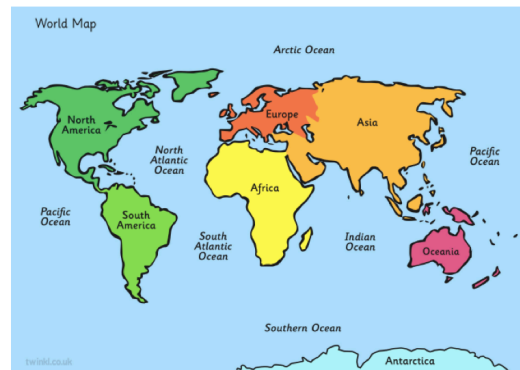 World Map
Arctic Ocean
North
America
Europe
Asia
North
Atlantic
Ocean
Pacific
Ocean
Africa
Pacific
Ocean
South
America
South
Atlantic
Ocean
Indian
Ocean
Oceania
Southern Ocean
twinkl.co.uk
Antarctica